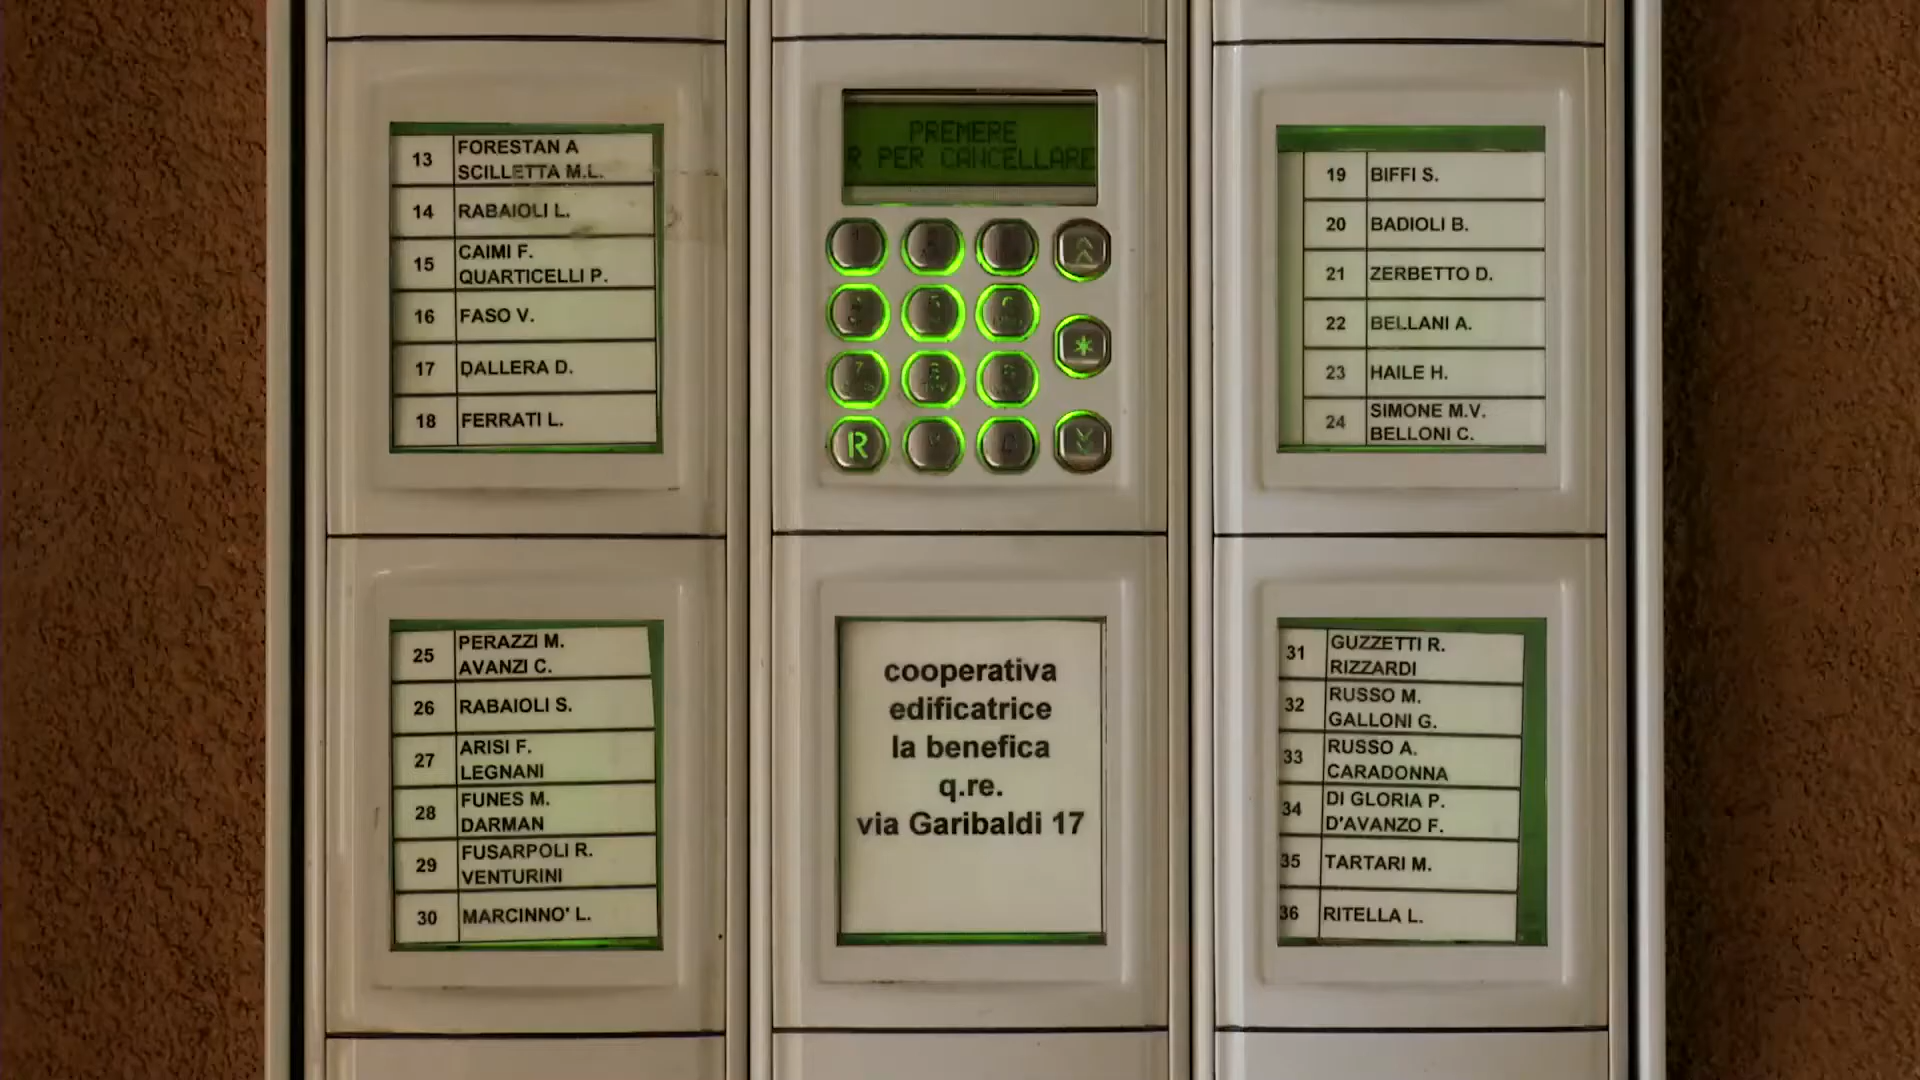 13 FORESTAN A
SCILLETTA M.L.
14 RABAIOLI L.
15 CAIMI F.
QUARTICELLI P.
16 FASO V.
17 DALLERA D.
18 FERRATI L.
PREMERE
R PER CANCELLARE
7
R
*
19 BIFFI S.
20 BADIOLI B.
21 ZERBETTO D.
22 BELLANI A.
23 HAILE H.
24 SIMONE M.V.
BELLONI C.
25 PERAZZI M.
AVANZI C.
26 RABAIOLI S.
27 ARISI F.
LEGNANI
28 FUNES M.
DARMAN
29 FUSARPOLI R.
VENTURINI
30 MARCINNO' L.
cooperativa
edificatrice
la benefica
q.re.
via Garibaldi 17
31 GUZZETTI R.
RIZZARDI
32 RUSSO M.
GALLONI G.
33 RUSSO A.
CARADONNA
34 DI GLORIA P.
D'AVANZO F.
35 TARTARI M.
36 RITELLA L.